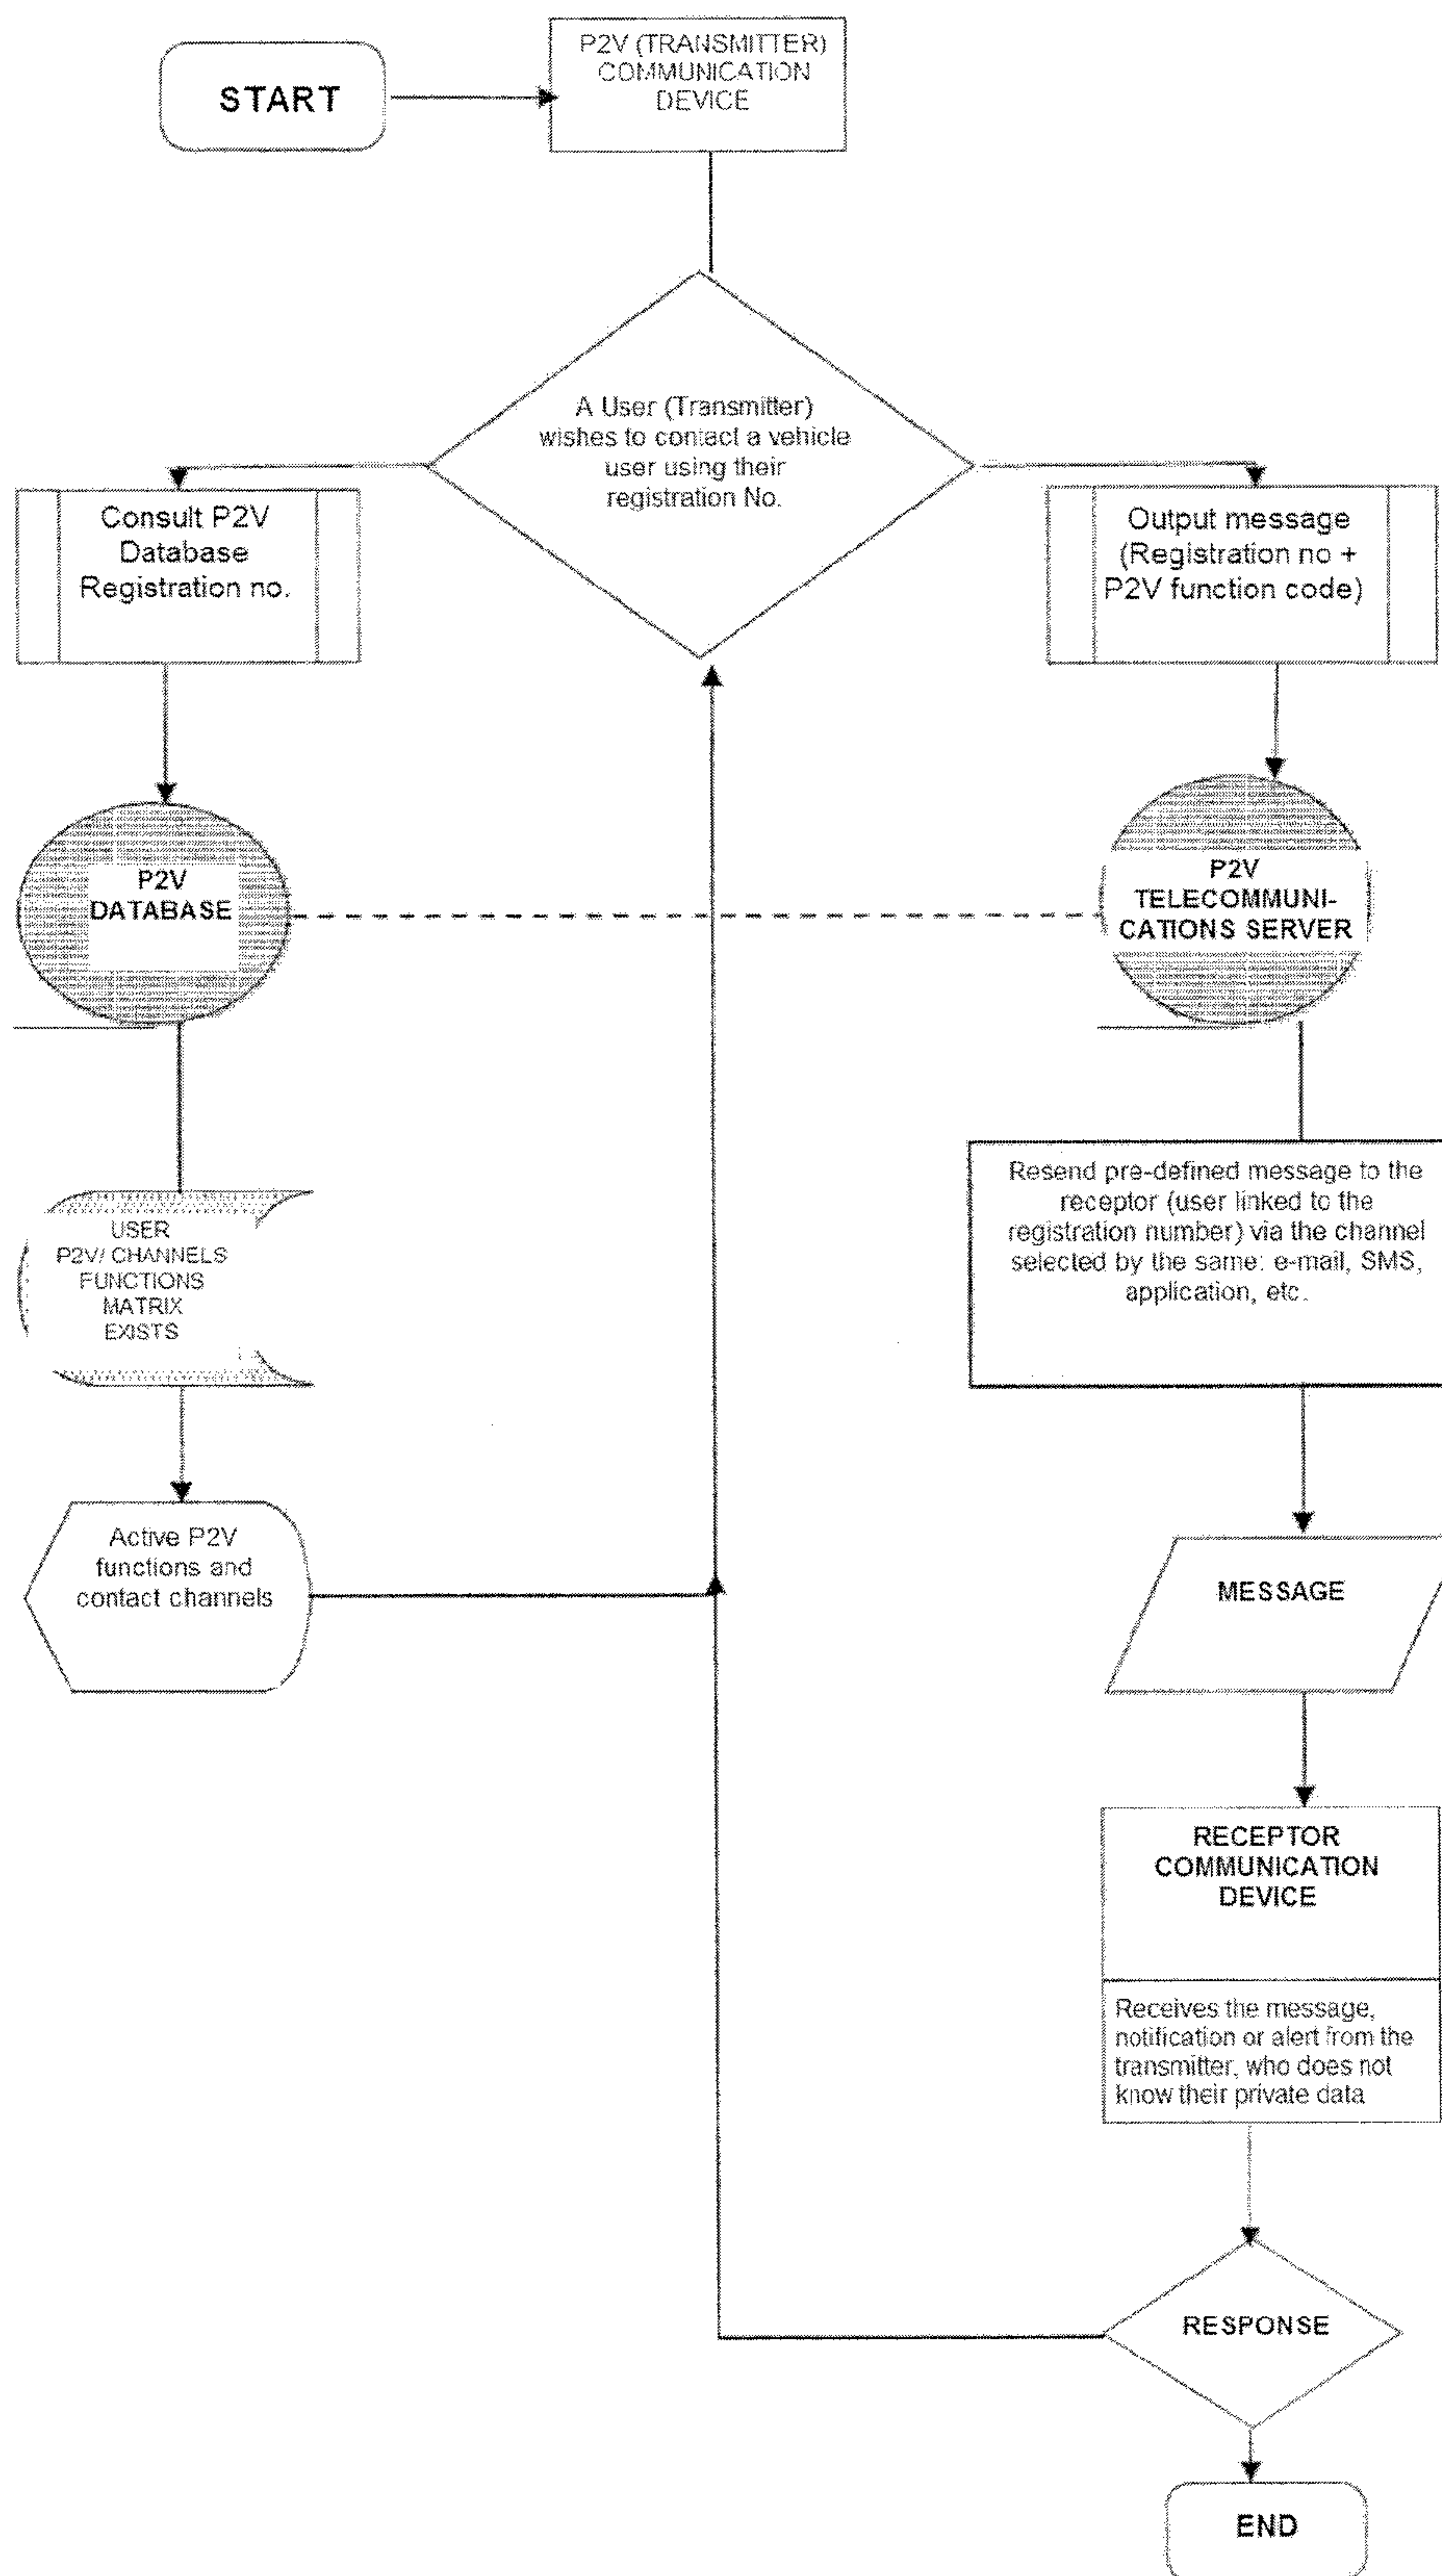 START
P2V (TRANSMITTER)
COMMUNICATION
DEVICE
A User (Transmitter)
wishes to contact a vehicle
user using their
registration No.
Consult P2V
Database
Registration no.
Output message
(Registration no +
P2V function code)
P2V
DATABASE
P2V
TELECOMMUNI-
CATIONS SERVER
USER
P2V/ CHANNELS
FUNCTIONS
MATRIX
EXISTS
Resend pre-defined message to the
receptor (user linked to the
registration number) via the channel
selected by the same: e-mail, SMS,
application, etc.
Active P2V
functions and
contact channels
MESSAGE
RECEPTOR
COMMUNICATION
DEVICE
Receives the message,
notification or alert from the
transmitter, who does not
know their private data
RESPONSE
END